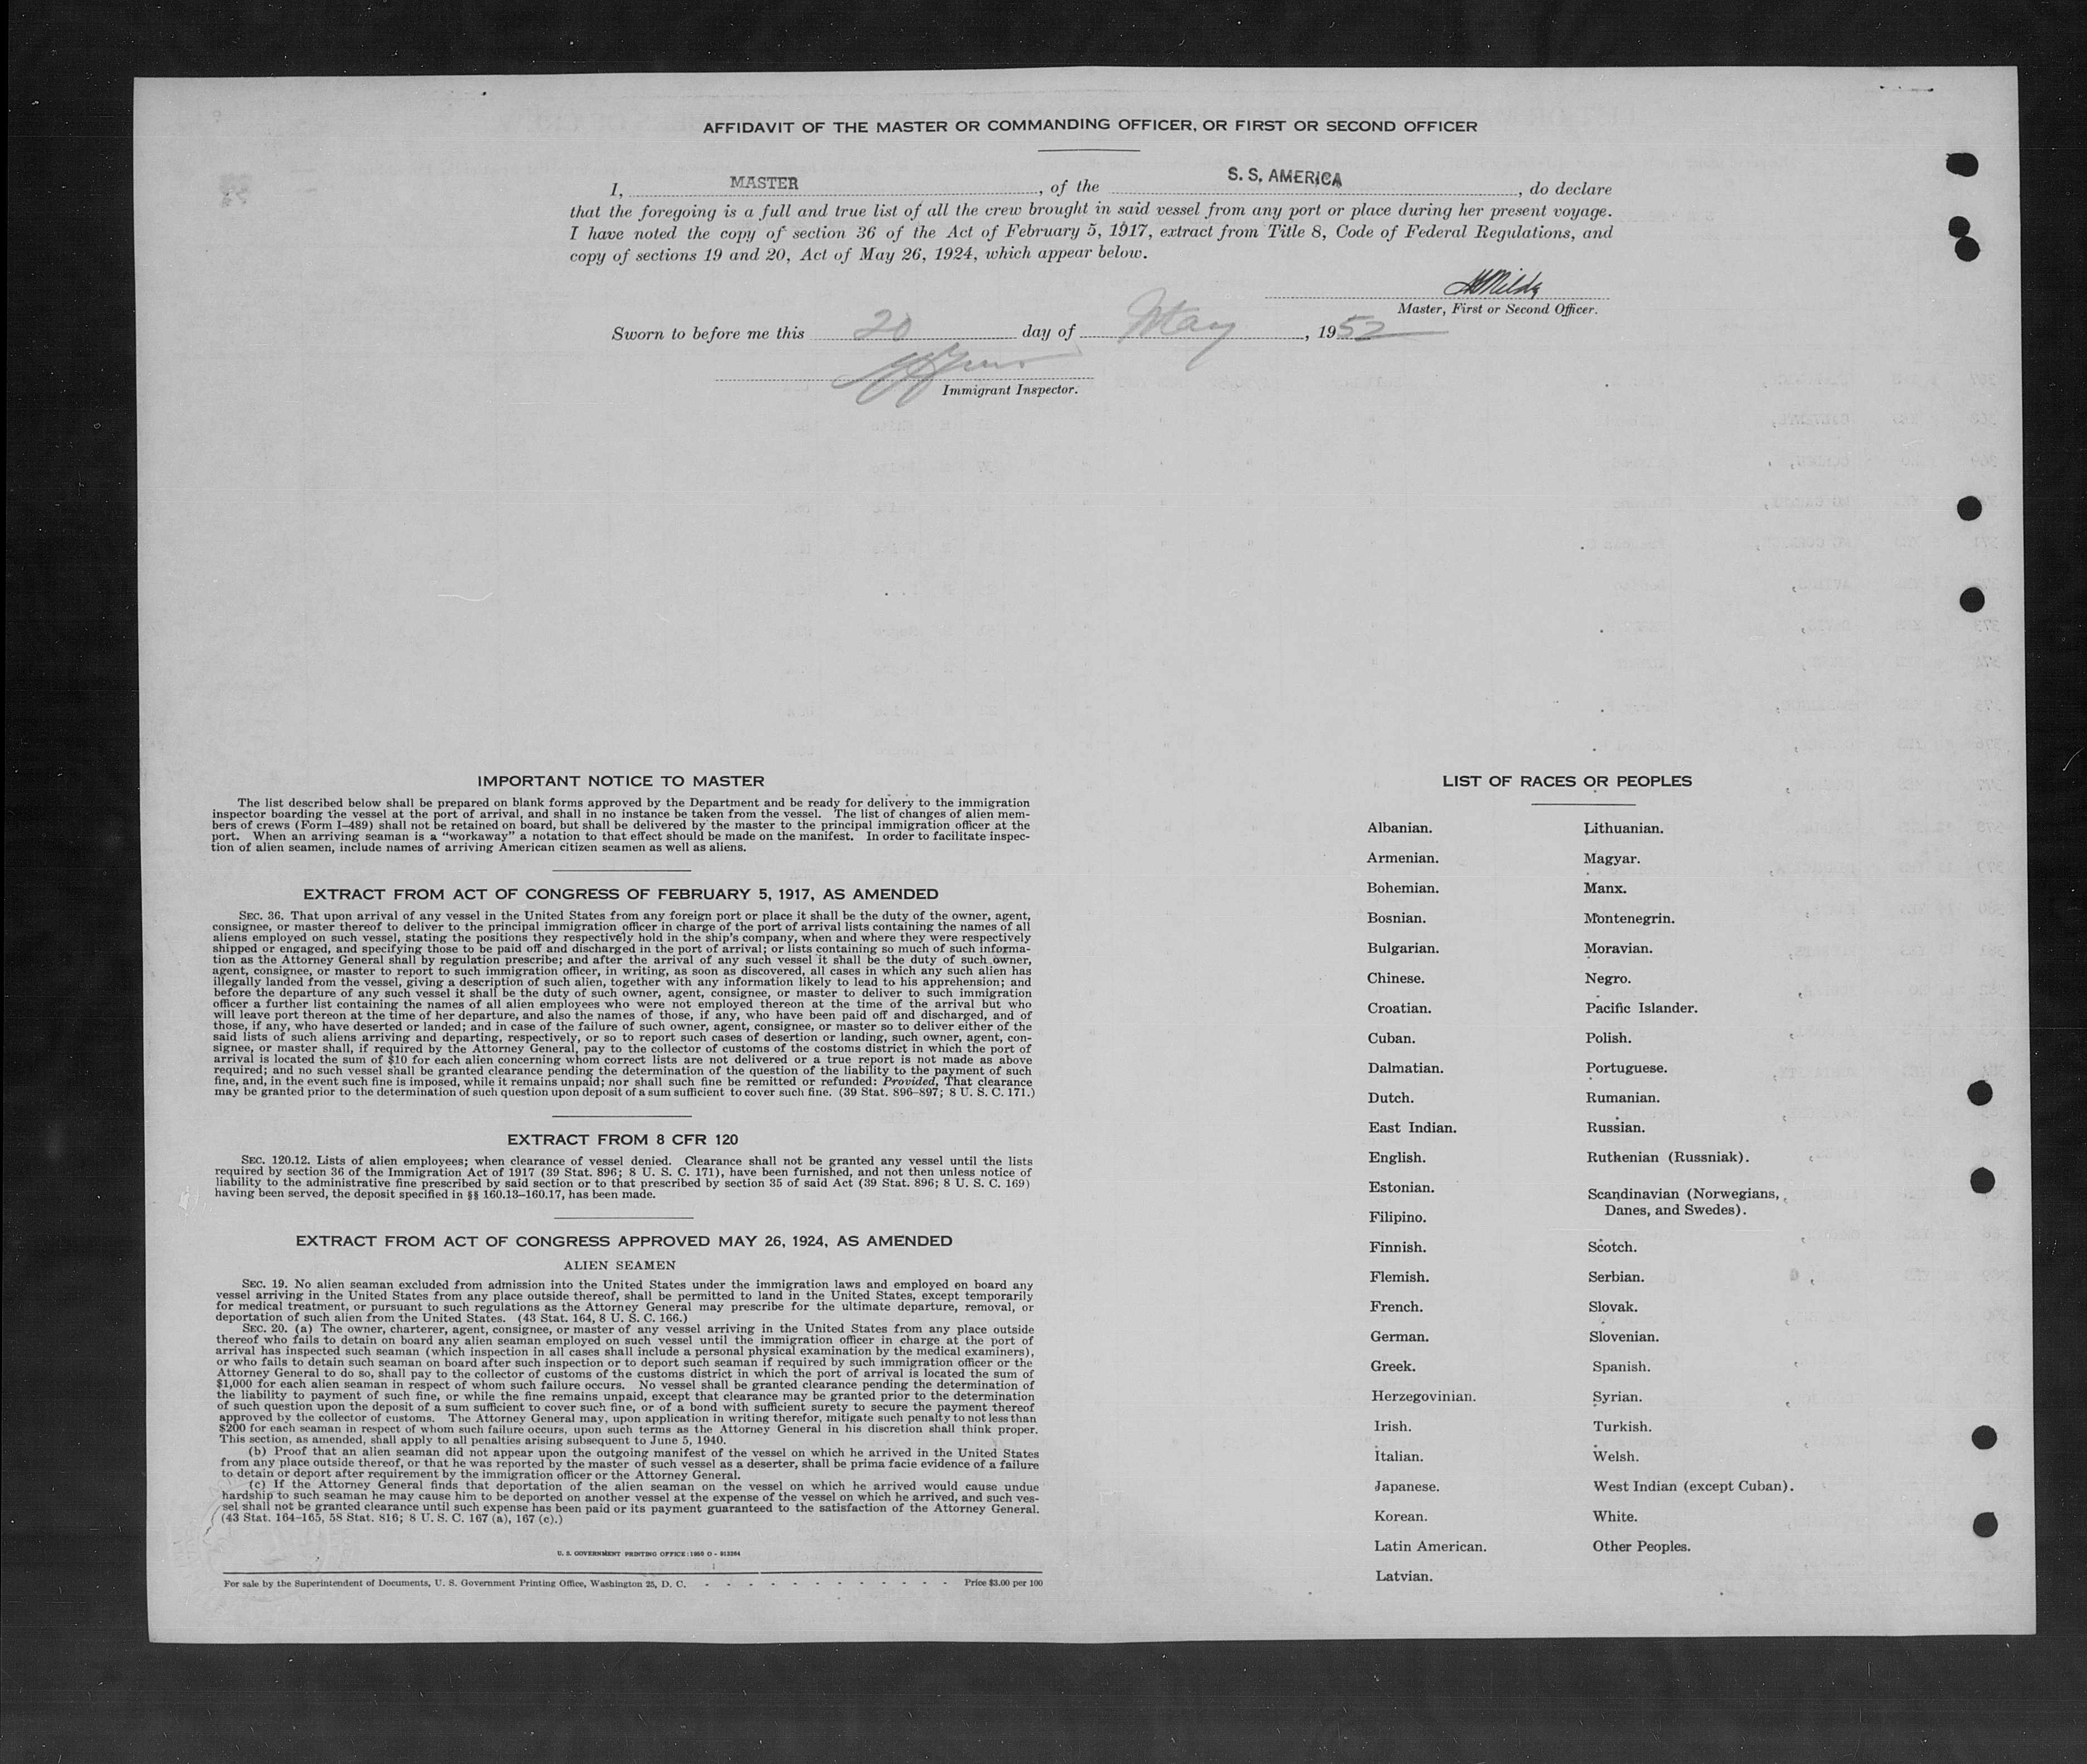 AFFIDAVIT OF THE MASTER OR COMMANDING OFFICER, OR FIRST OR SECOND OFFICER
I, MASTER, of the S. S. AMERICA, do declare
that the foregoing is a full and true list of all the crew brought in said vessel from any port or place during her present voyage.
I have noted the copy of section 36 of the Act of February 5, 1917, extract from Title 8, Code of Federal Regulations, and
copy of sections 19 and 20, Act of May 26, 1924, which appear below.
Master, First or Second Officer.
Sworn to before me this 20 day of May, 1952
Immigrant Inspector.
IMPORTANT NOTICE TO MASTER
The list described below shall be prepared on blank forms approved by the Department and be ready for delivery to the immigration
inspector boarding the vessel at the port of arrival, and shall in no instance be taken from the vessel. The list of changes of alien mem-
bers of crews (Form I-489) shall not be retained on board, but shall be delivered by the master to the principal immigration officer at the
port. When an arriving seaman is a "workaway" a notation to that effect should be made on the manifest. In order to facilitate inspec-
tion of alien seamen, include names of arriving American citizen seamen as well as aliens.
EXTRACT FROM ACT OF CONGRESS OF FEBRUARY 5, 1917, AS AMENDED
SEC. 36. That upon arrival of any vessel in the United States from any foreign port or place it shall be the duty of the owner, agent,
consignee, or master thereof to deliver to the principal immigration officer in charge of the port of arrival lists containing the names of all
aliens employed on such vessel, stating the positions they respectively hold in the ship's company, when and where they were respectively
shipped or engaged, and specifying those to be paid off and discharged in the port of arrival; or lists containing so much of such informa-
tion as the Attorney General shall by regulation prescribe; and after the arrival of any such vessel it shall be the duty of such owner,
agent, consignee, or master to report to such immigration officer, in writing, as soon as discovered, all cases in which any such alien has
illegally landed from the vessel, giving a description of such alien, together with any information likely to lead to his apprehension; and
before the departure of any such vessel it shall be the duty of such owner, agent, consignee, or master to deliver to such immigration
officer a further list containing the names of all alien employees who were not employed thereon at the time of the arrival but who
will leave port thereon at the time of her departure, and also the names of those, if any, who have been paid off and discharged, and of
those, if any, who have deserted or landed; and in case of the failure of such owner, agent, consignee, or master so to deliver either of the
said lists of such aliens arriving and departing, respectively, or so to report such cases of desertion or landing, such owner, agent, con-
signee, or master shall, if required by the Attorney General, pay to the collector of customs of the costoms district in which the port of
arrival is located the sum of $10 for each alien concerning whom correct lists are not delivered or a true report is not made as above
required; and no such vessel shall be granted clearance pending the determination of the question of the liability to the payment of such
fine, and, in the event such fine is imposed, while it remains unpaid; nor shall such fine be remitted or refunded: Provided, That clearance
may be granted prior to the determination of such question upon deposit of a sum sufficient to cover such fine. (39 Stat. 896-897; 8 U. S. C. 171.)
EXTRACT FROM 8 CFR 120
SEC. 120.12. Lists of alien employees; when clearance of vessel denied. Clearance shall not be granted any vessel until the lists
required by section 36 of the Immigration Act of 1917 (39 Stat. 896; 8 U. S. C. 171), have been furnished, and not then unless notice of
liability to the administrative fine prescribed by said section or to that prescribed by section 35 of said Act (39 Stat. 896; 8 U. S. C. 169)
having been served, the deposit specified in §§ 160.13-160.17, has been made.
EXTRACT FROM ACT OF CONGRESS APPROVED MAY 26, 1924, AS AMENDED
ALIEN SEAMEN
SEC. 19. No alien seaman excluded from admission into the United States under the immigration laws and employed on board any
vessel arriving in the United States from any place outside thereof, shall be permitted to land in the United States, except temporarily
for medical treatment, or pursuant to such regulations as the Attorney General may prescribe for the ultimate departure, removal, or
deportation of such alien from the United States. (43 Stat. 164, 8 U. S. C. 166.)
SEC. 20. (a) The owner, charterer, agent, consignee, or master of any vessel arriving in the United States from any place outside
thereof who fails to detain on board any alien seaman employed on such vessel until the immigration officer in charge at the port of
arrival has inspected such seaman (which inspection in all cases shall include a personal physical examination by the medical examiners),
or who fails to detain such seaman on board after such inspection or to deport such seaman if required by such immigration officer or the
Attorney General to do so, shall pay to the collector of customs of the customs district in which the port of arrival is located the sum of
$1,000 for each alien seaman in respect of whom such failure occurs. No vessel shall be granted clearance pending the determination of
the liability to payment of such fine, or while the fine remains unpaid, except that clearance may be granted prior to the determination
of such question upon the deposit of a sum sufficient to cover such fine, or of a bond with sufficient surety to secure the payment thereof
approved by the collector of customs. The Attorney General may, upon application in writing therefor, mitigate such penalty to not less than
$200 for each seaman in respect of whom such failure occurs, upon such terms as the Attorney General in his discretion shall think proper.
This section, as amended, shall apply to all penalties arising subsequent to June 5, 1940.
(b) Proof that an alien seaman did not appear upon the outgoing manifest of the vessel on which he arrived in the United States
from any place outside thereof, or that he was reported by the master of such vessel as a deserter, shall be prima facie evidence of a failure
to detain or deport after requirement by the immigration officer or the Attorney General.
(c) If the Attorney General finds that deportation of the alien seaman on the vessel on which he arrived would cause undue
hardship to such seaman he may cause him to be deported on another vessel at the expense of the vessel on which he arrived, and such ves-
sel shall not be granted clearance until such expense has been paid or its payment guaranteed to the satisfaction of the Attorney General.
(43 Stat. 164-165, 58 Stat. 816; 8 U. S. C. 167 (a), 167 (c).)
U. S. GOVERNMENT PRINTING OFFICE: 1950 O - 913264
For sale by the Superintendent of Documents, U. S. Government Printing Office, Washington 25, D. C. - - - - - - - - - - - - Price $3.00 per 100
LIST OF RACES OR PEOPLES
Albanian.
Armenian.
Bohemian.
Bosnian.
Bulgarian.
Chinese.
Croatian.
Cuban.
Dalmatian.
Dutch.
East Indian.
English.
Estonian.
Filipino.
Finnish.
Flemish.
French.
German.
Greek.
Herzegovinian.
Irish.
Italian.
Japanese.
Korean.
Latin American.
Latvian.
Lithuanian.
Magyar.
Manx.
Montenegrin.
Moravian.
Negro.
Pacific Islander.
Polish.
Portuguese.
Rumanian.
Russian.
Ruthenian (Russniak).
Scandinavian (Norwegians,
Danes, and Swedes).
Scotch.
Serbian.
Slovak.
Slovenian.
Spanish.
Syrian.
Turkish.
Welsh.
West Indian (except Cuban).
White.
Other Peoples.